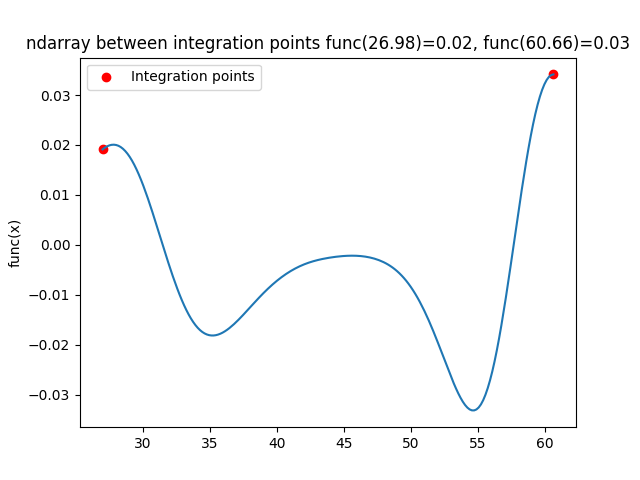 ndarray between integration points func(26.98)=0.02, func(60.66)=0.03
Integration points
func(x)
0.03
0.02
0.01
0.00
−0.01
−0.02
−0.03
30 35 40 45 50 55 60